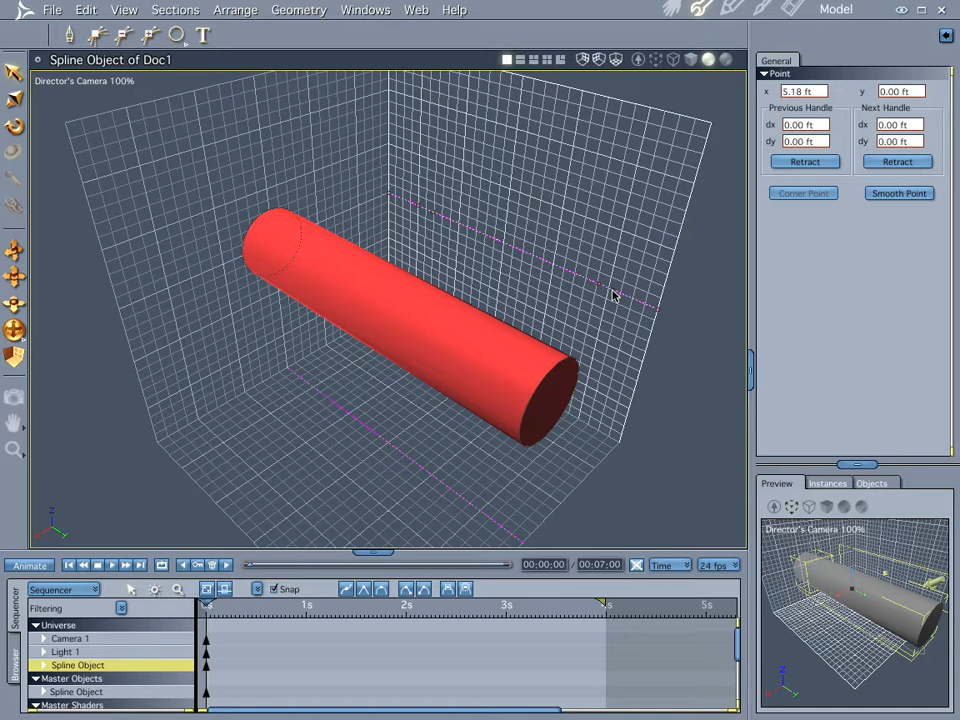 File Edit View Sections Arrange Geometry Windows Web Help Model
T
Spline Object of Doc1
Director's Camera 100%
General
Point
x 5.18 ft y 0.00 ft
Previous Handle Next Handle
dx 0.00 ft dx 0.00 ft
dy 0.00 ft dy 0.00 ft
Retract Retract
Corner Point Smooth Point
Z
Preview Instances Objects
Director's Camera 100%
Z
Animate 00:00:00 / 00:07:00 Time 24 fps
Sequencer Snap
Filtering 1s 2s 3s 5s
Universe
Camera 1
Light 1
Spline Object
Master Objects
Spline Object
Master Shaders
Sequencer
Browser